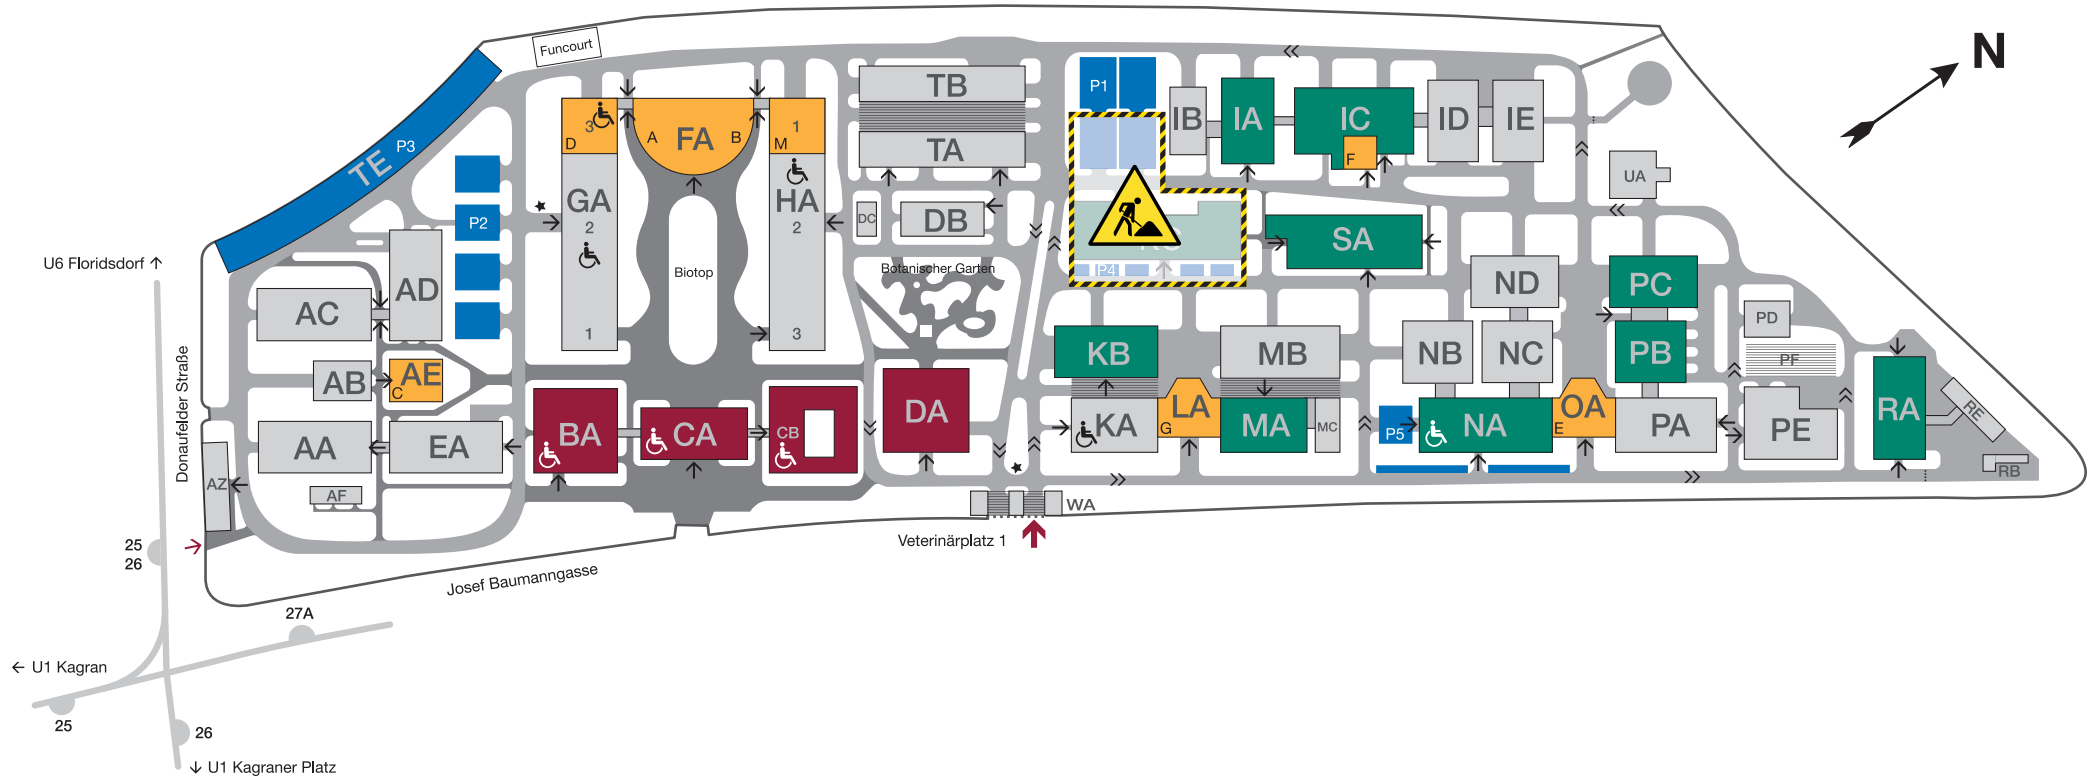 Funcourt
N
TE
P3
P2
3
D
GA
2
1
A
FA
B
1
M
HA
2
3
Biotop
TB
TA
DC
DB
Botanischer Garten
P1
P4
IB
IA
IC
F
ID
IE
UA
SA
ND
NB
NC
PC
PB
PD
PF
U6 Floridsdorf ↑
Donaufelder Straße
AC
AD
AB
AE
C
AA
EA
AZ
AF
BA
CA
CB
DA
KB
MB
KA
LA
G
MA
MC
P5
NA
OA
E
PA
PE
RA
RE
RB
WA
Veterinärplatz 1
Josef Baumanngasse
25
26
27A
← U1 Kagran
25
26
↓ U1 Kagraner Platz